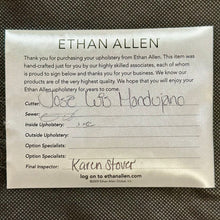 ETHAN ALLEN®
Thank you for purchasing your upholstery from Ethan Allen. This item was
hand-crafted just for you by our highly skilled associates, each of
whom is proud to sign below and thanks you for your business. We know our
products are of the very highest quality. We hope that you will enjoy your
Ethan Allen upholstery for years to come.
Cutter: José Luis Mandujano
Sewer:
Inside Upholstery:
Outside Upholstery:
Option Specialists:
Option Specialists:
Final Inspector: Karen Stover
log on to ethanallen.com